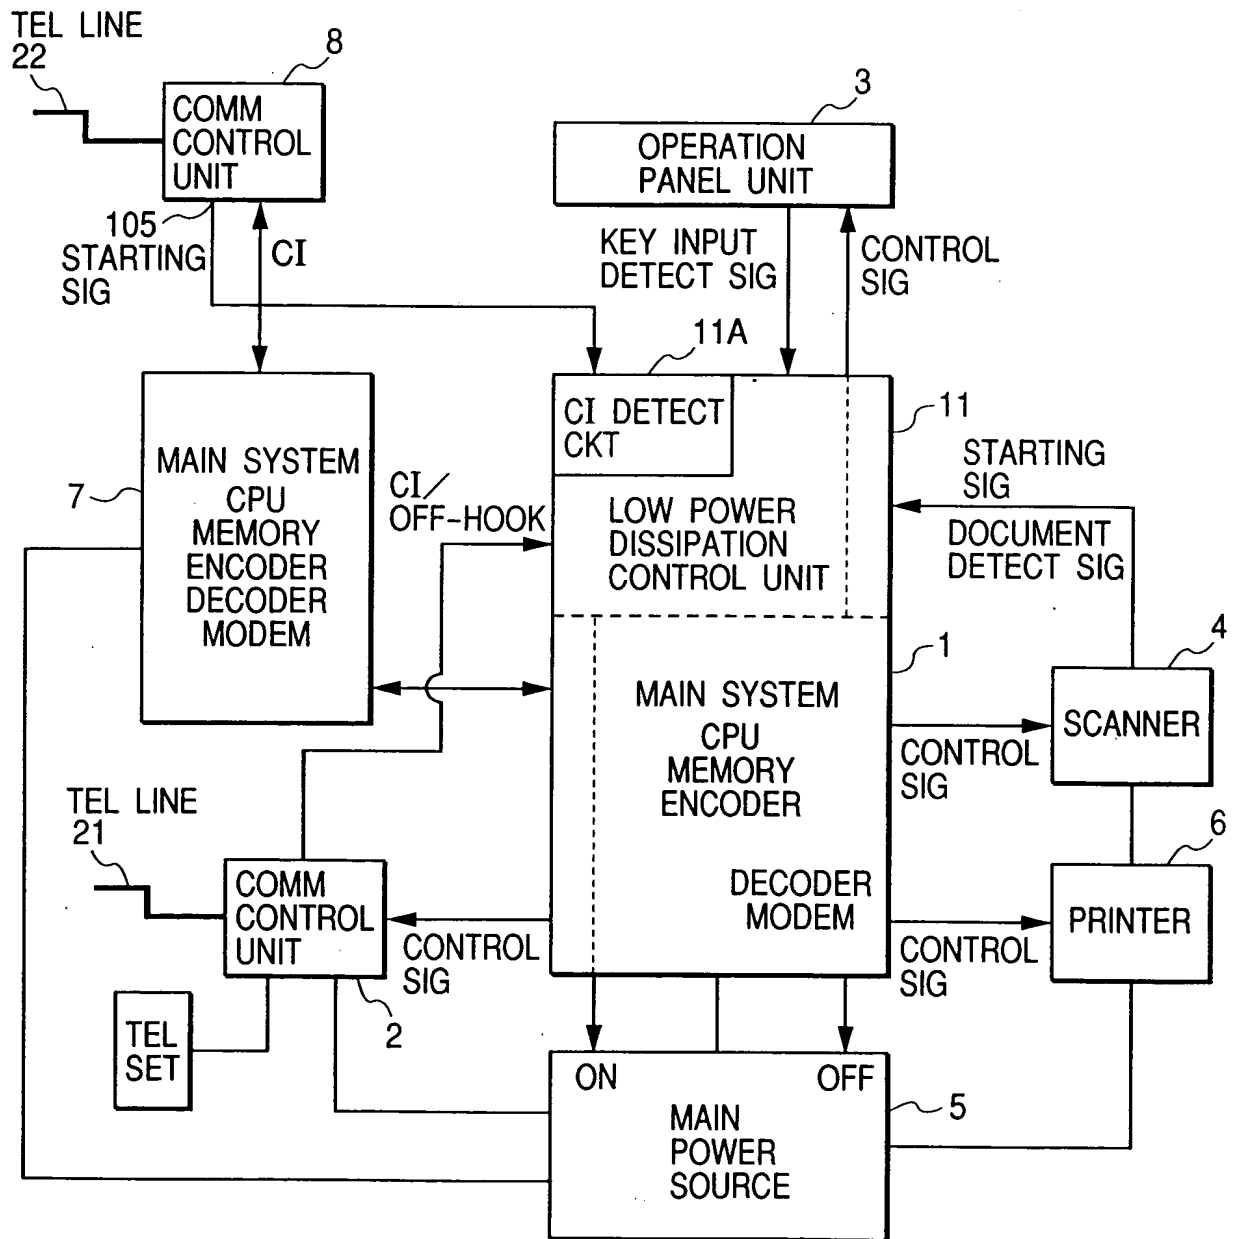 TEL LINE
22
8
COMM
CONTROL
UNIT
3
OPERATION
PANEL UNIT
105
STARTING
SIG
CI
KEY INPUT
DETECT SIG
CONTROL
SIG
11A
CI DETECT
CKT
11
STARTING
SIG
DOCUMENT
DETECT SIG
7
MAIN SYSTEM
CPU
MEMORY
ENCODER
DECODER
MODEM
CI/
OFF-HOOK
LOW POWER
DISSIPATION
CONTROL UNIT
1
4
MAIN SYSTEM
CPU
MEMORY
ENCODER
DECODER
MODEM
CONTROL
SIG
SCANNER
TEL LINE
21
COMM
CONTROL
UNIT
CONTROL
SIG
CONTROL
SIG
6
PRINTER
TEL
SET
2
ON
OFF
MAIN
POWER
SOURCE
5